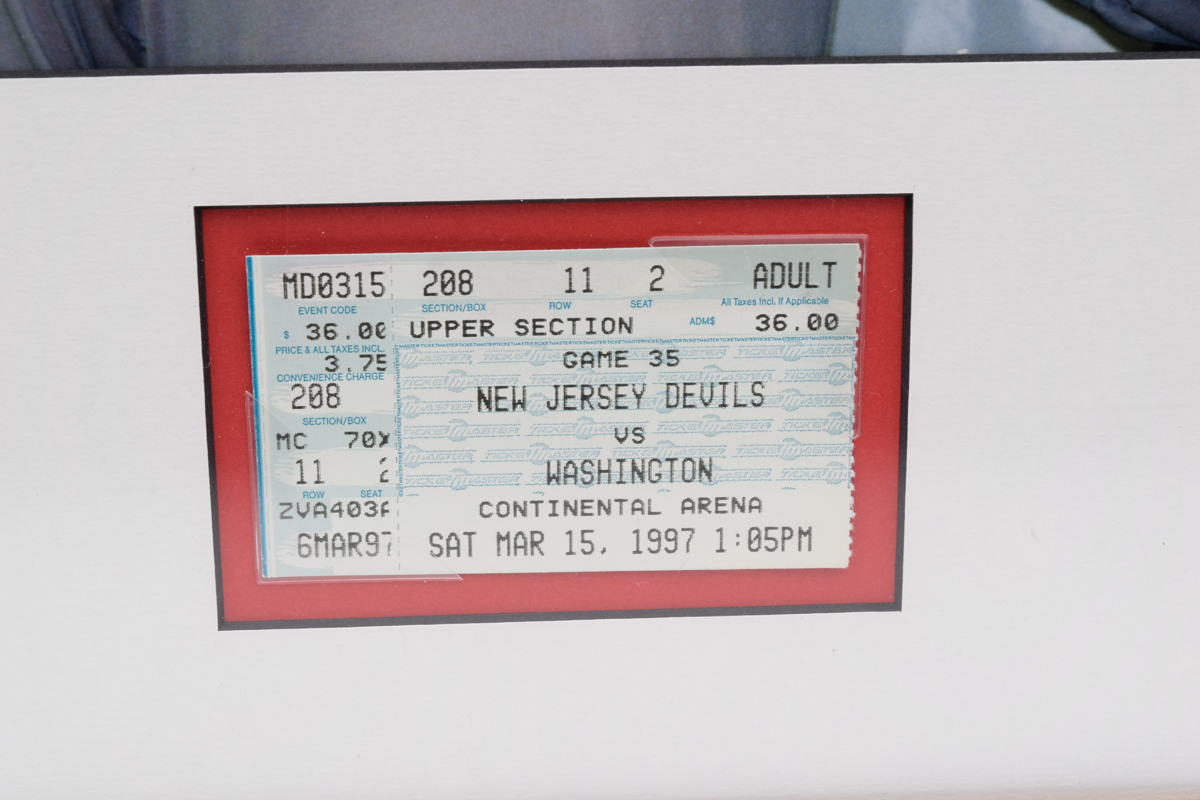 MD0315 208 11 2 ADULT
EVENT CODE SECTION/BOX ROW SEAT All Taxes Incl. If Applicable
$ 36.00 UPPER SECTION ADM$ 36.00
PRICE & ALL TAXES INCL.
3.75 GAME 35
CONVENIENCE CHARGE
208 NEW JERSEY DEVILS
SECTION/BOX
MC 70X VS
11 2 WASHINGTON
ROW SEAT
ZVA403 CONTINENTAL ARENA
6MAR97 SAT MAR 15, 1997 1:05PM